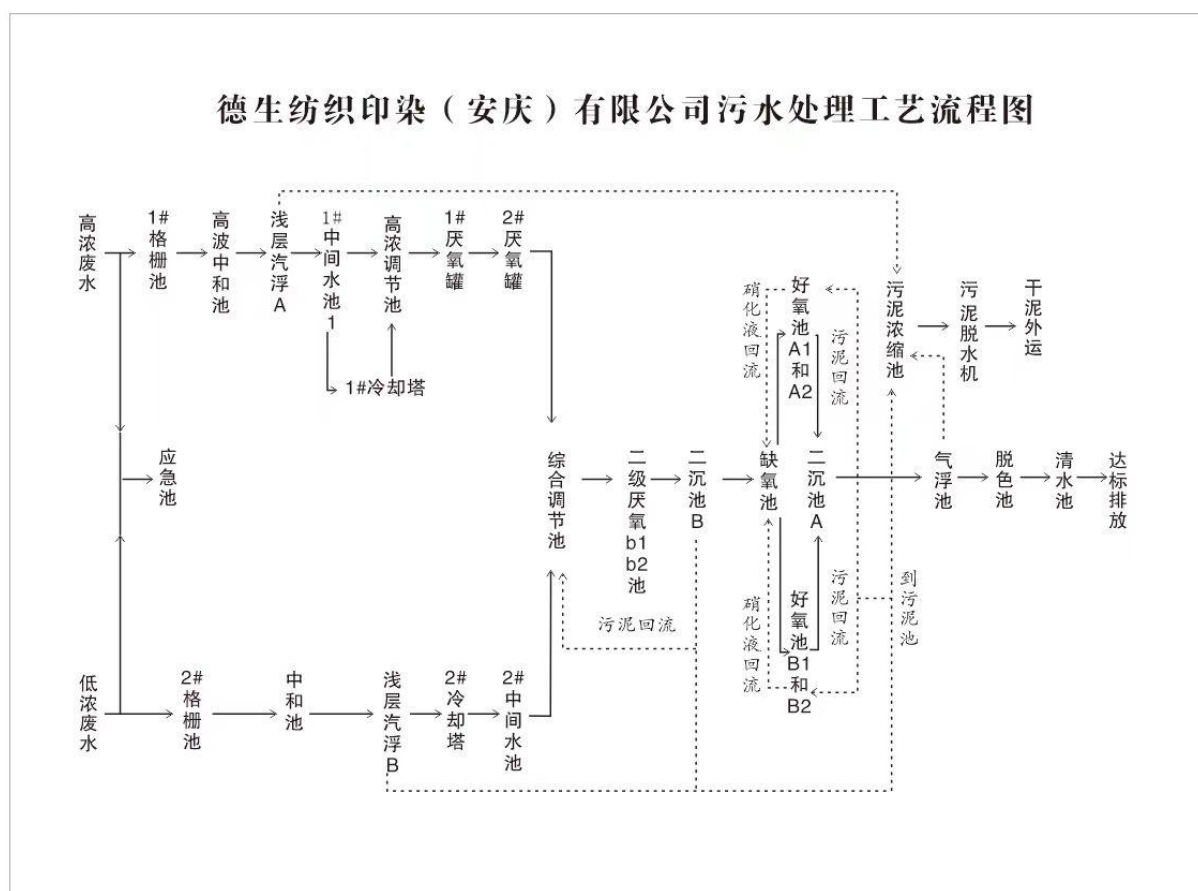 德生纺织印染（安庆）有限公司污水处理工艺流程图
高浓废水
1#格栅池
高波中和池
浅层汽浮A
1#中间水池1
高浓调节池
1#厌氧罐
2#厌氧罐
1#冷却塔
硝化液回流
好氧池A1和A2
污泥回流
污泥浓缩池
污泥脱水机
干泥外运
应急池
综合调节池
二级厌氧b1b2池
二沉池B
缺氧池
二沉池A
气浮池
脱色池
清水池
达标排放
污泥回流
硝化液回流
好氧池B1和B2
污泥回流
到污泥池
低浓废水
2#格栅池
中和池
浅层汽浮B
2#冷却塔
2#中间水池